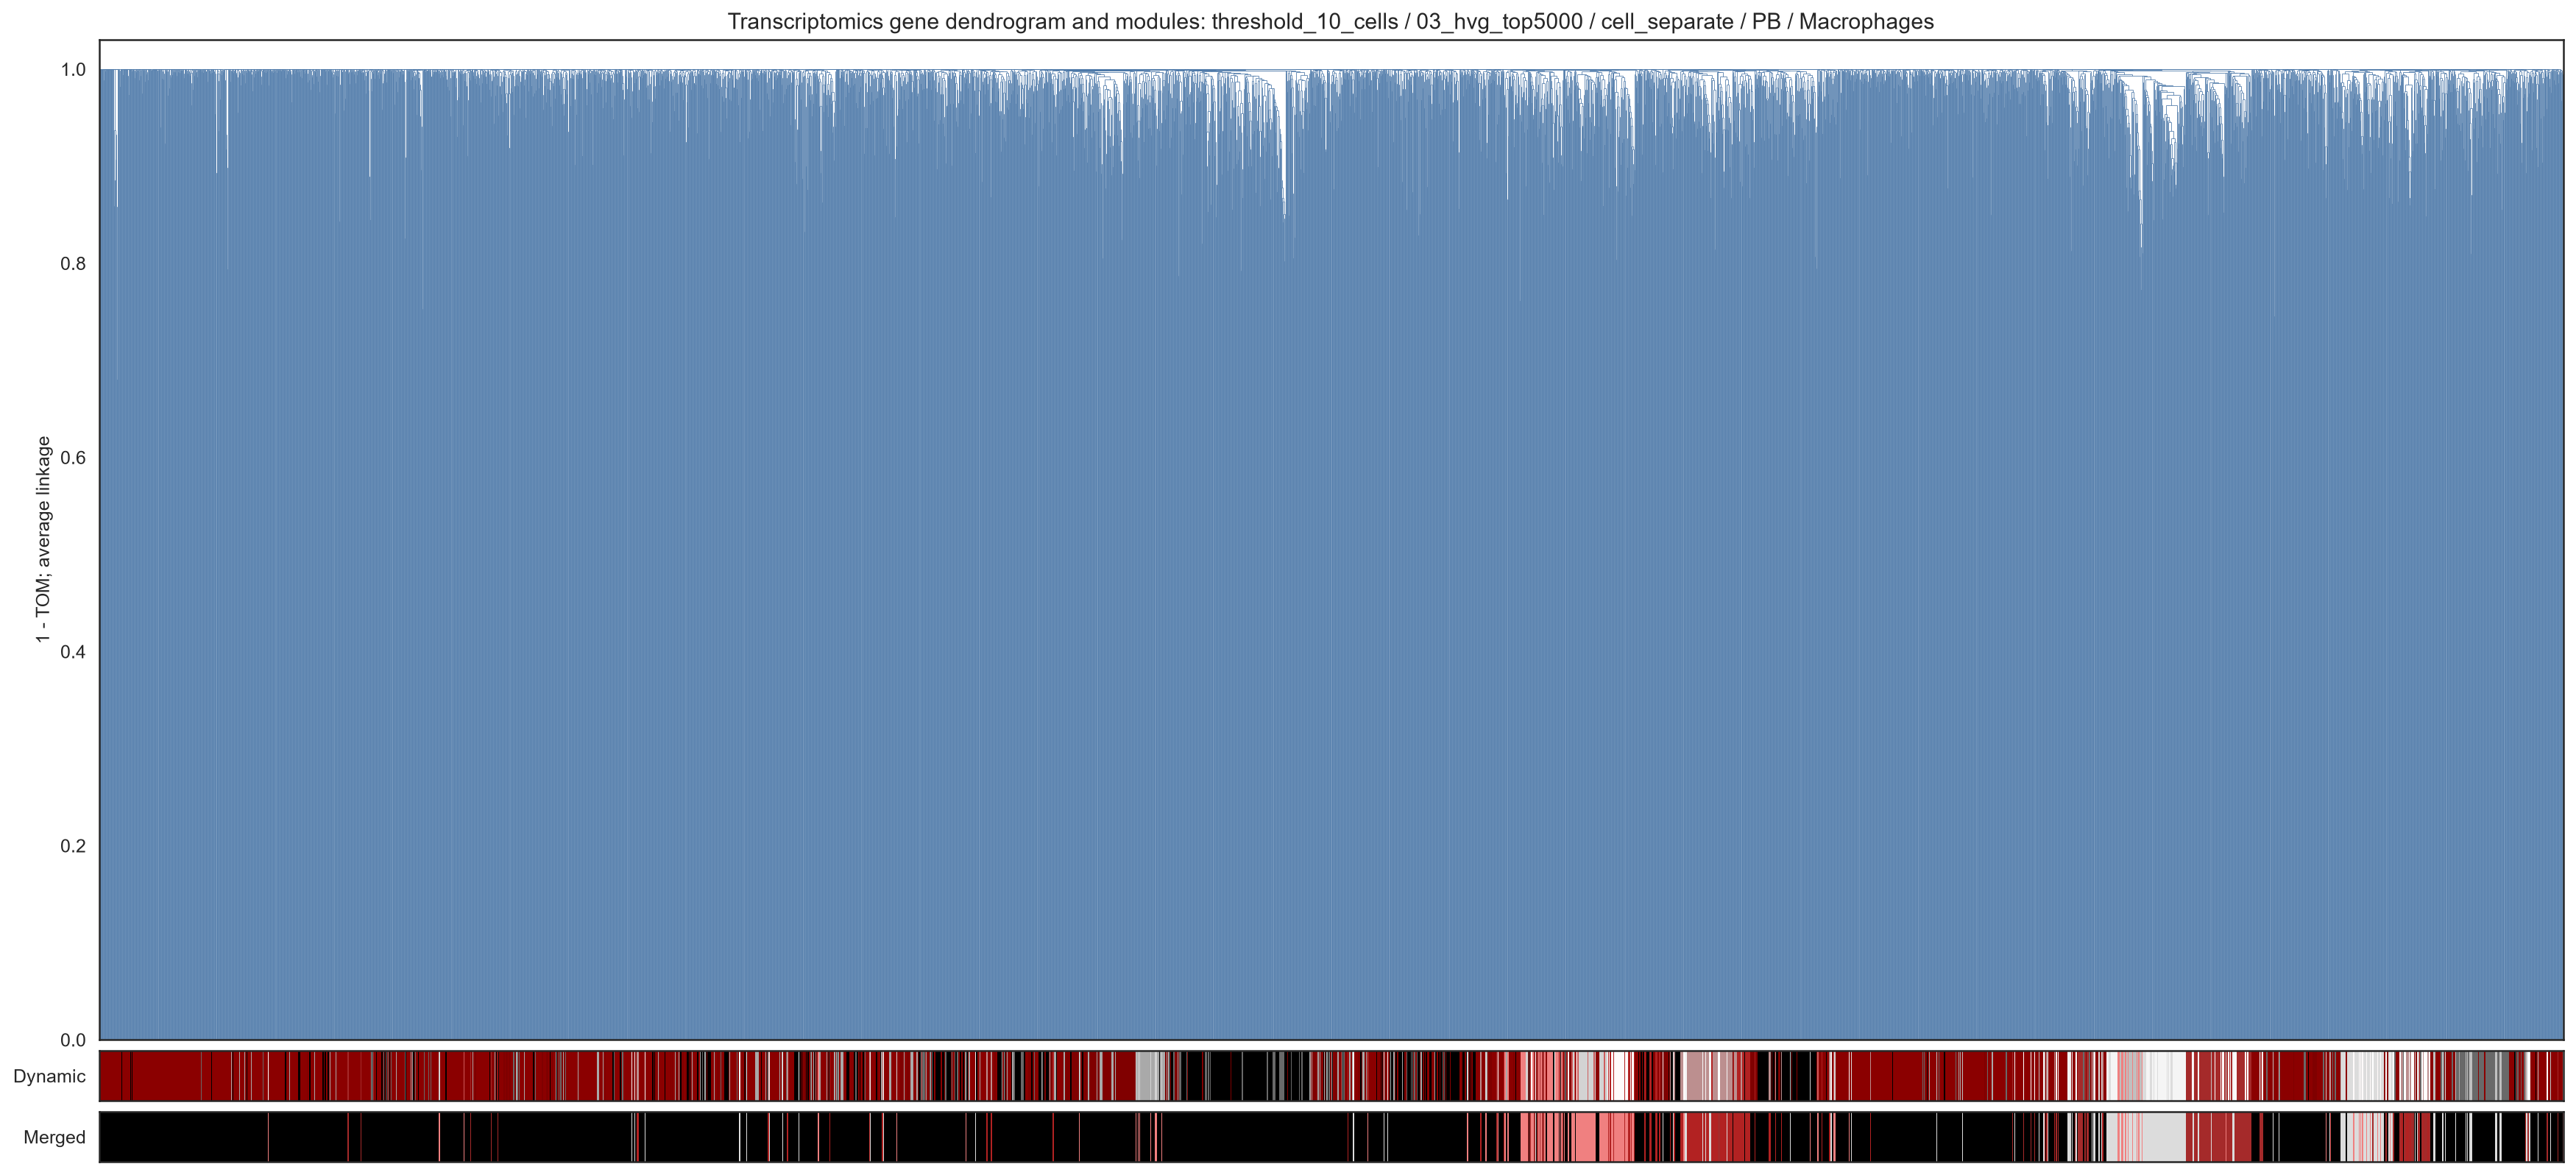 Transcriptomics gene dendrogram and modules: threshold_10_cells / 03_hvg_top5000 / cell_separate / PB / Macrophages
1.0
0.8
0.6
0.4
0.2
0.0
1 - TOM; average linkage
Dynamic
Merged